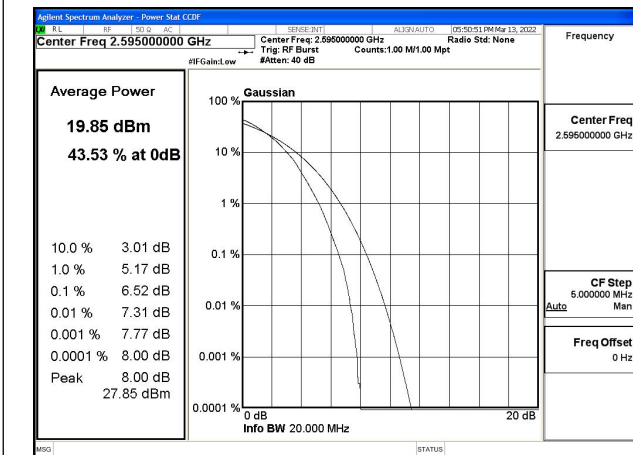 Agilent Spectrum Analyzer - Power Stat CCDF
RL RF 50 Ω AC SENSE:INT ALIGN AUTO 05:50:51 PM Mar 13, 2022
Center Freq 2.595000000 GHz
Center Freq: 2.595000000 GHz Radio Std: None
Trig: RF Burst Counts:1.00 M/1.00 Mpt
#IFGain:Low #Atten: 40 dB
Average Power
19.85 dBm
43.53 % at 0dB
10.0 % 3.01 dB
1.0 % 5.17 dB
0.1 % 6.52 dB
0.01 % 7.31 dB
0.001 % 7.77 dB
0.0001 % 8.00 dB
Peak 8.00 dB
27.85 dBm
Gaussian
100 %
10 %
1 %
0.1 %
0.01 %
0.001 %
0.0001 %
0 dB 20 dB
Info BW 20.000 MHz
Frequency
Center Freq
2.595000000 GHz
CF Step
5.000000 MHz
Auto Man
Freq Offset
0 Hz
MSG STATUS